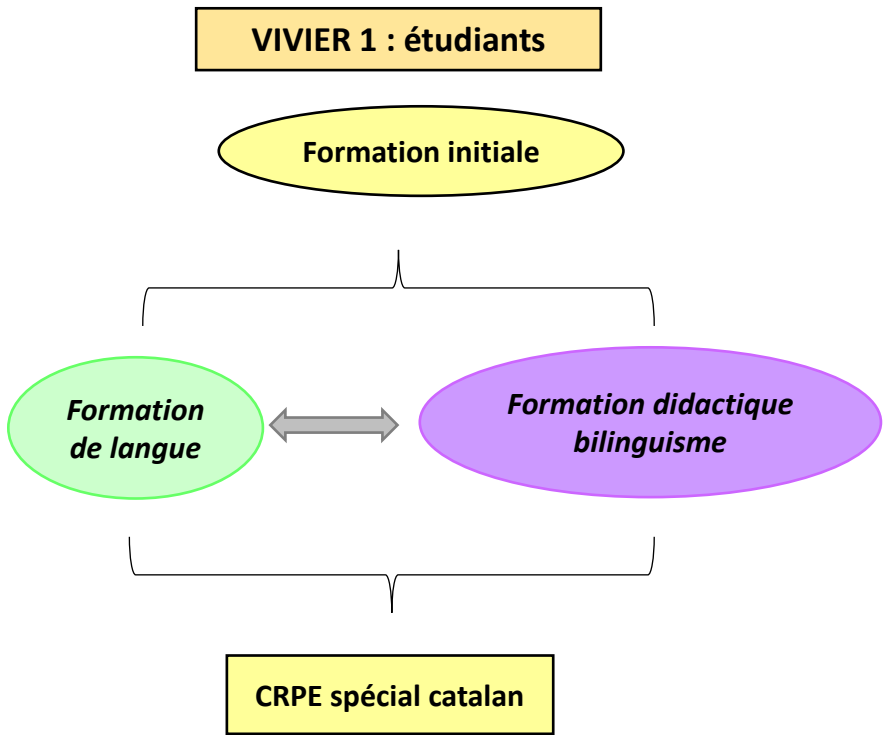 VIVIER 1 : étudiants
Formation initiale
Formation
de langue
Formation didactique
bilinguisme
CRPE spécial catalan